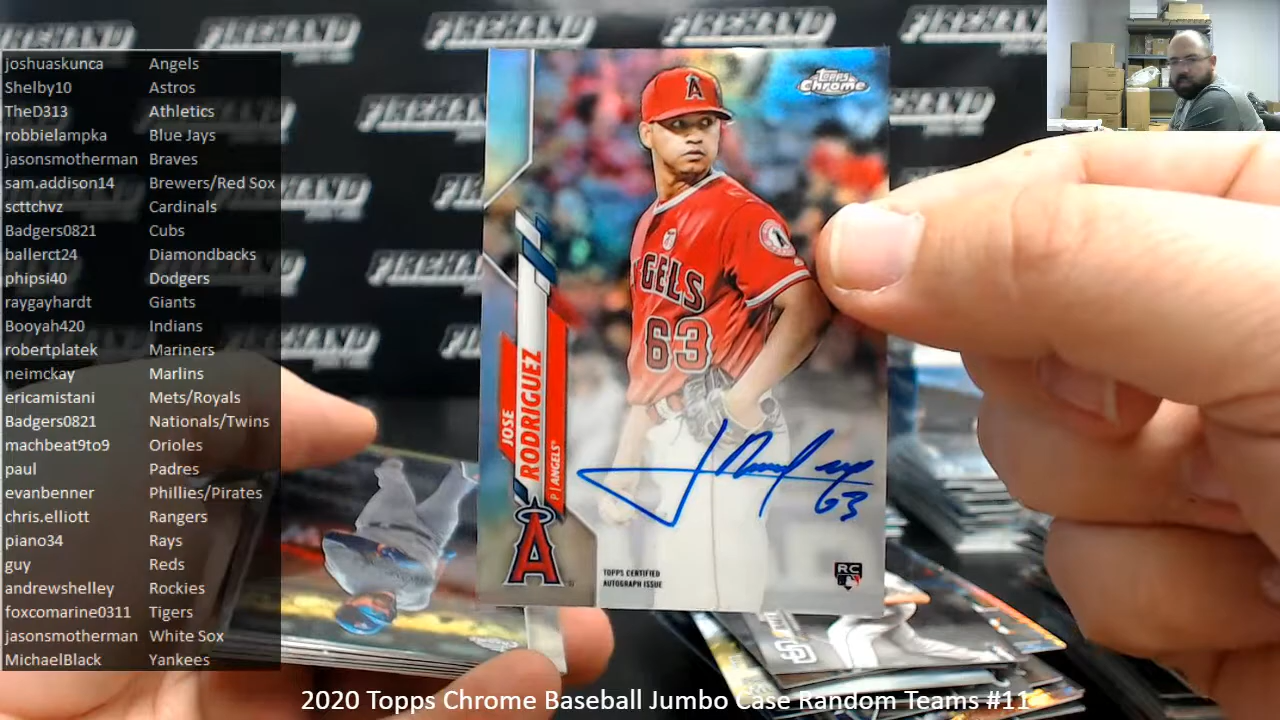 joshuaskunca Angels
Shelby10 Astros
TheD313 Athletics
robbielampka Blue Jays
jasonsmotherman Braves
sam.addison14 Brewers/Red Sox
scttchvz Cardinals
Badgers0821 Cubs
ballerct24 Diamondbacks
phipsi40 Dodgers
raygayhardt Giants
Booyah420 Indians
robertplatek Mariners
neimckay Marlins
ericamistani Mets/Royals
Badgers0821 Nationals/Twins
machbeat9to9 Orioles
paul Padres
evanbenner Phillies/Pirates
chris.elliott Rangers
piano34 Rays
guy Reds
andrewshelley Rockies
foxcomarine0311 Tigers
jasonsmotherman White Sox
MichaelBlack Yankees
FIREHAND
FIREHAND
FIREHAND
FIREHAND
Topps
Chrome
A
ANGELS
63
JOSE
RODRIGUEZ
P | ANGELS
A
63
TOPPS CERTIFIED
AUTOGRAPH ISSUE
RC
2020 Topps Chrome Baseball Jumbo Case Random Teams #11